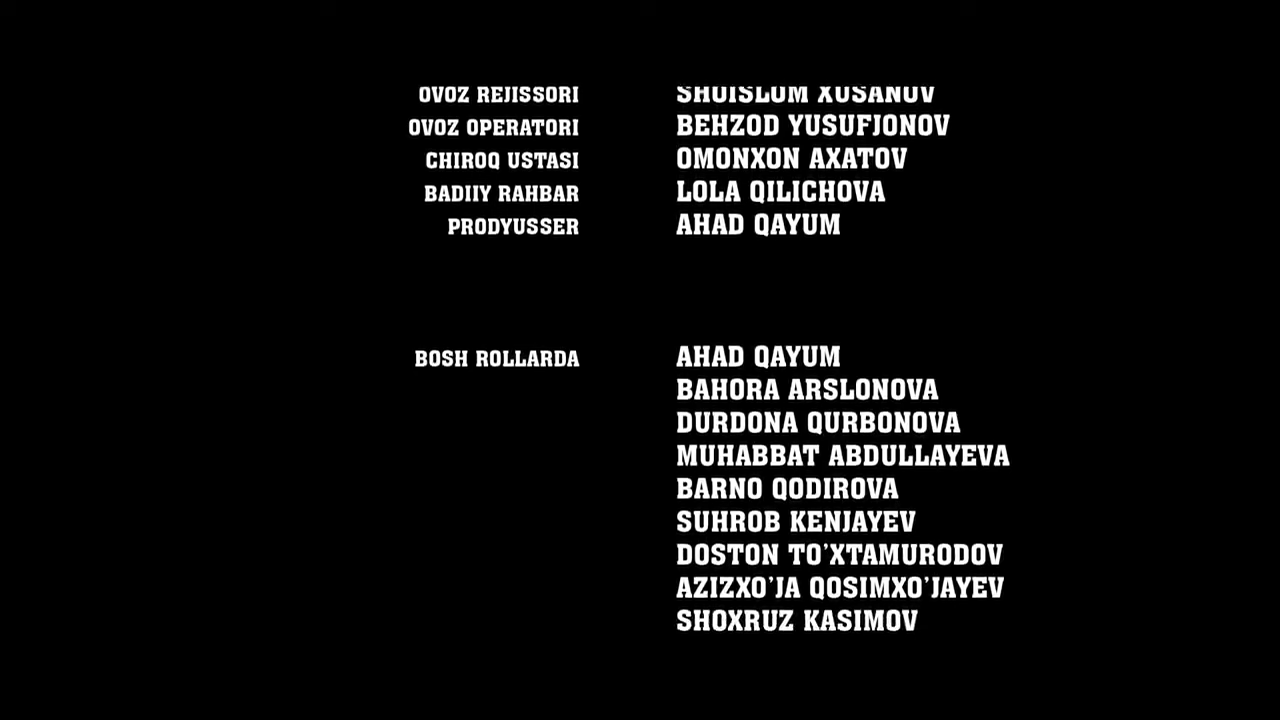 OVOZ REJISSORI SHOISLOM XUSANOV
OVOZ OPERATORI BEHZOD YUSUFJONOV
CHIROQ USTASI OMONXON AXATOV
BADIIY RAHBAR LOLA QILICHOVA
PRODYUSSER AHAD QAYUM
BOSH ROLLARDA AHAD QAYUM
BAHORA ARSLONOVA
DURDONA QURBONOVA
MUHABBAT ABDULLAYEVA
BARNO QODIROVA
SUHROB KENJAYEV
DOSTON TO’XTAMURODOV
AZIZXO’JA QOSIMXO’JAYEV
SHOXRUZ KASIMOV